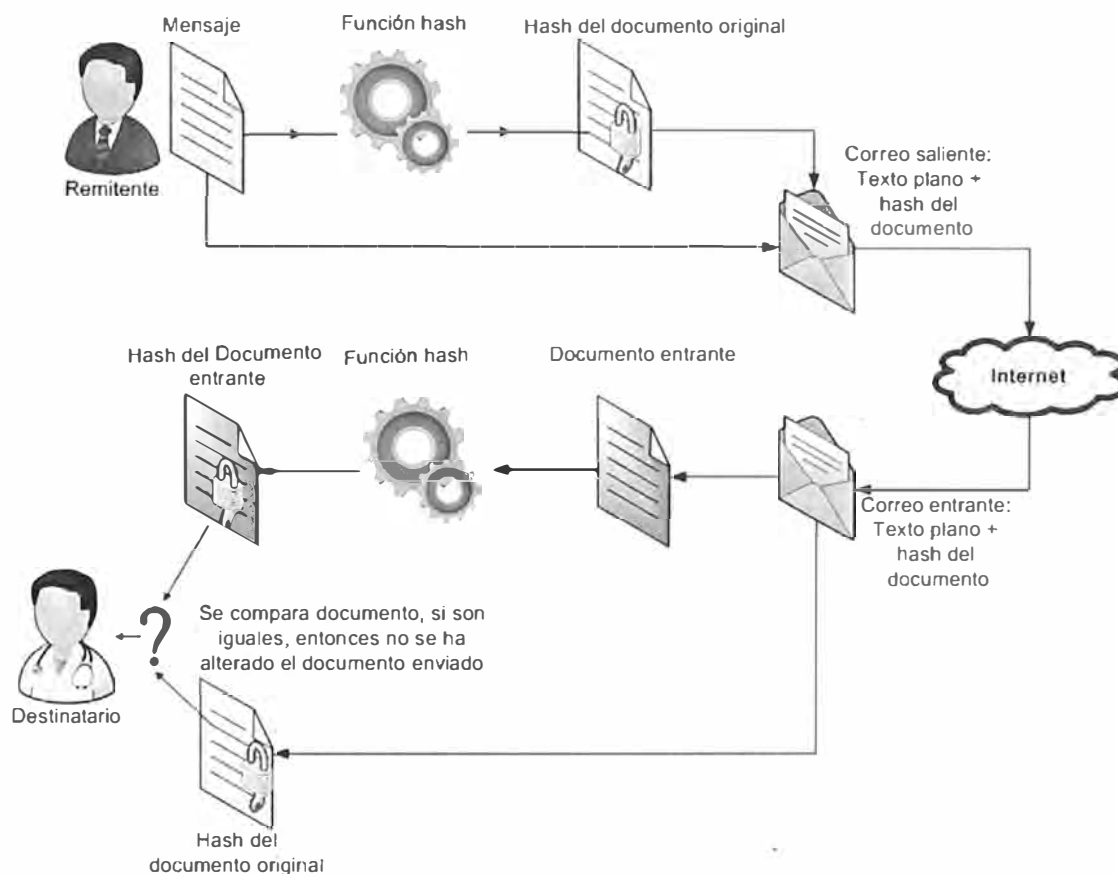 Mensaje
Función hash
Hash del documento original
Remitente
Correo saliente:
Texto plano +
hash del
documento
Internet
Hash del Documento
entrante
Función hash
Documento entrante
Correo entrante:
Texto plano +
hash del
documento
Se compara documento, si son
iguales, entonces no se ha
alterado el documento enviado
?
Destinatario
Hash del
documento original